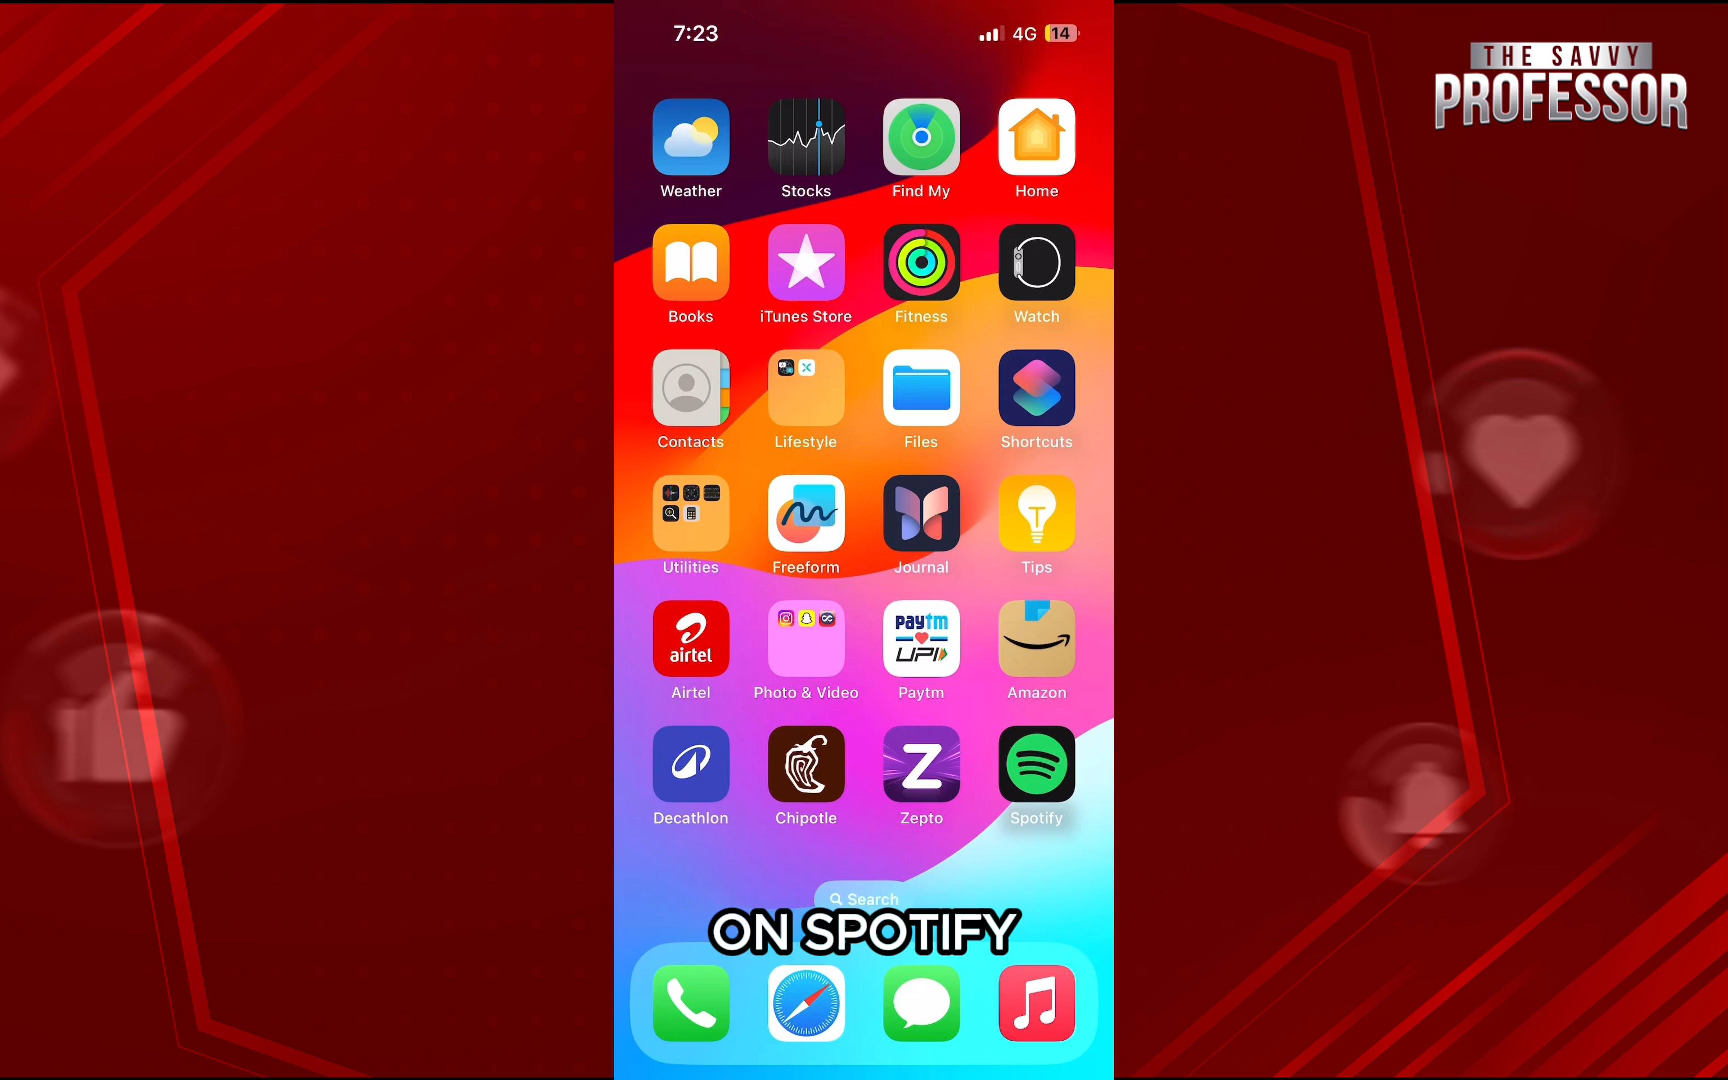 7:23
4G
14
THE SAVVY
PROFESSOR
Weather
Stocks
Find My
Home
Books
iTunes Store
Fitness
Watch
Contacts
Lifestyle
Files
Shortcuts
Utilities
Freeform
Journal
Tips
airtel
paytm
UPI
Airtel
Photo & Video
Paytm
Amazon
Z
Decathlon
Chipotle
Zepto
Spotify
Search
ON SPOTIFY